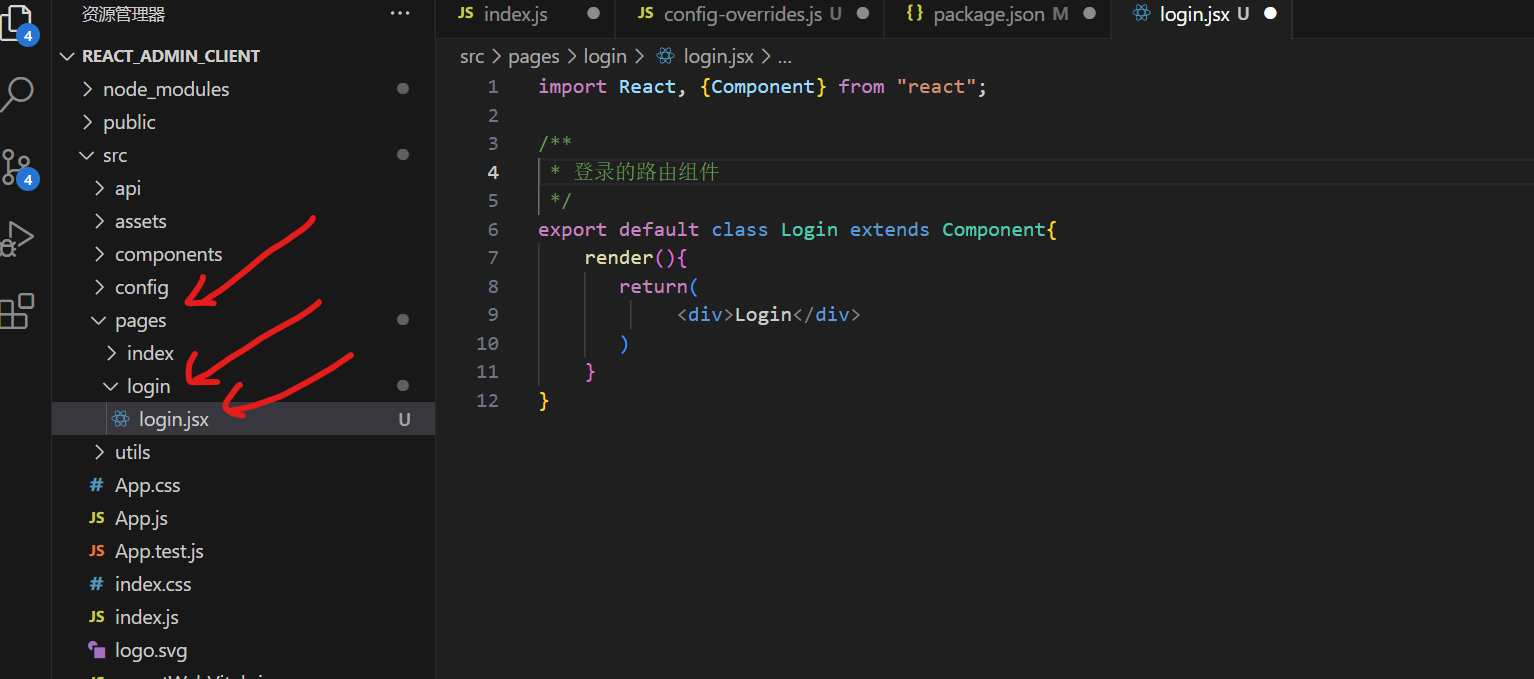 资源管理器
REACT_ADMIN_CLIENT
node_modules
public
src
api
assets
components
config
pages
index
login
login.jsx U
utils
# App.css
JS App.js
JS App.test.js
# index.css
JS index.js
logo.svg
4
4
JS index.js
JS config-overrides.js U
{} package.json M
login.jsx U
src > pages > login > login.jsx > ...
1 import React, {Component} from "react";
2
3 /**
4 * 登录的路由组件
5 */
6 export default class Login extends Component{
7 render(){
8 return(
9 <div>Login</div>
10 )
11 }
12 }